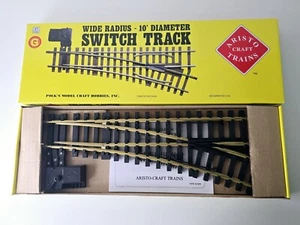 WIDE RADIUS - 10' DIAMETER
SWITCH TRACK
G
ARISTO
CRAFT
TRAINS
POLK'S MODEL CRAFT HOBBIES, INC.
ARISTO-CRAFT TRAINS